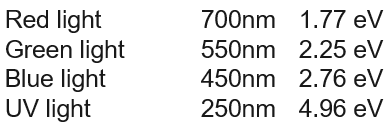 Red light 700nm 1.77 eV
Green light 550nm 2.25 eV
Blue light 450nm 2.76 eV
UV light 250nm 4.96 eV